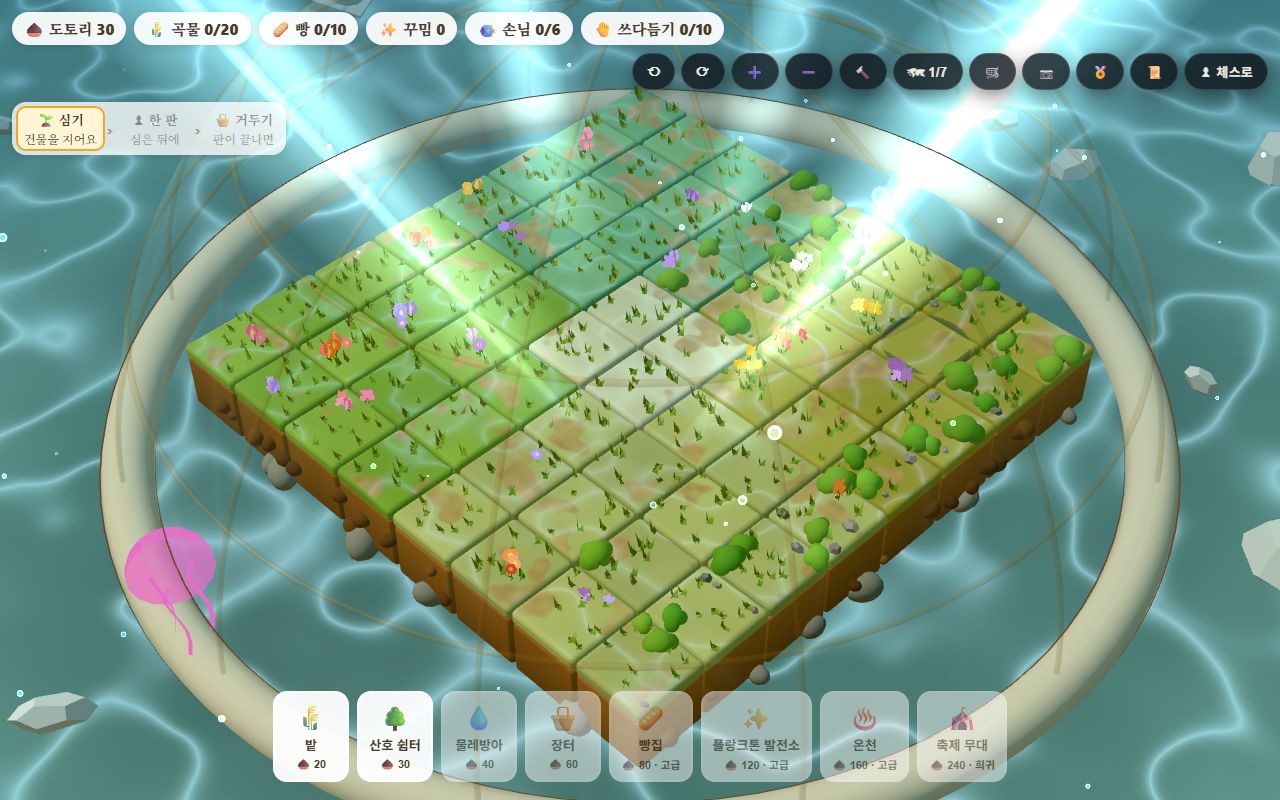 도토리 30
곡물 0/20
빵 0/10
꾸밈 0
손님 0/6
쓰다듬기 0/10
1/7
체스로
심기
건물을 지어요
한 판
심은 뒤에
거두기
판이 끝나면
밭
20
산호 쉼터
30
물레방아
40
장터
60
빵집
80 · 고급
플랑크톤 발전소
120 · 고급
온천
160 · 고급
축제 무대
240 · 희귀